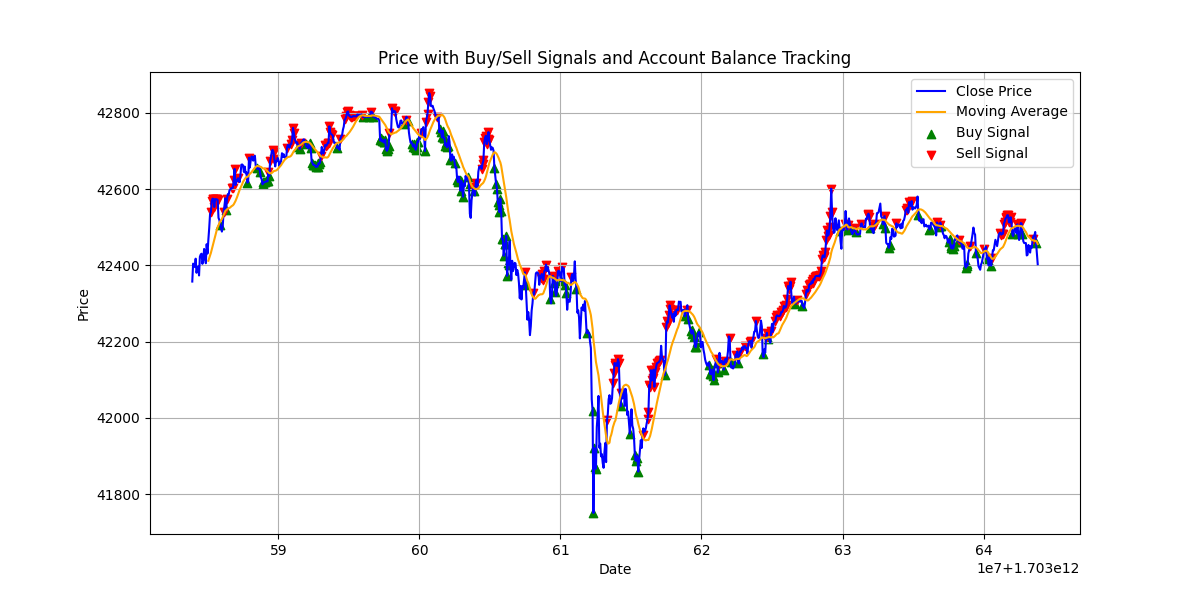 Price with Buy/Sell Signals and Account Balance Tracking
Close Price
Moving Average
Buy Signal
Sell Signal
42800
42600
42400
42200
42000
41800
Price
59 60 61 62 63 64
Date
1e7+1.703e12